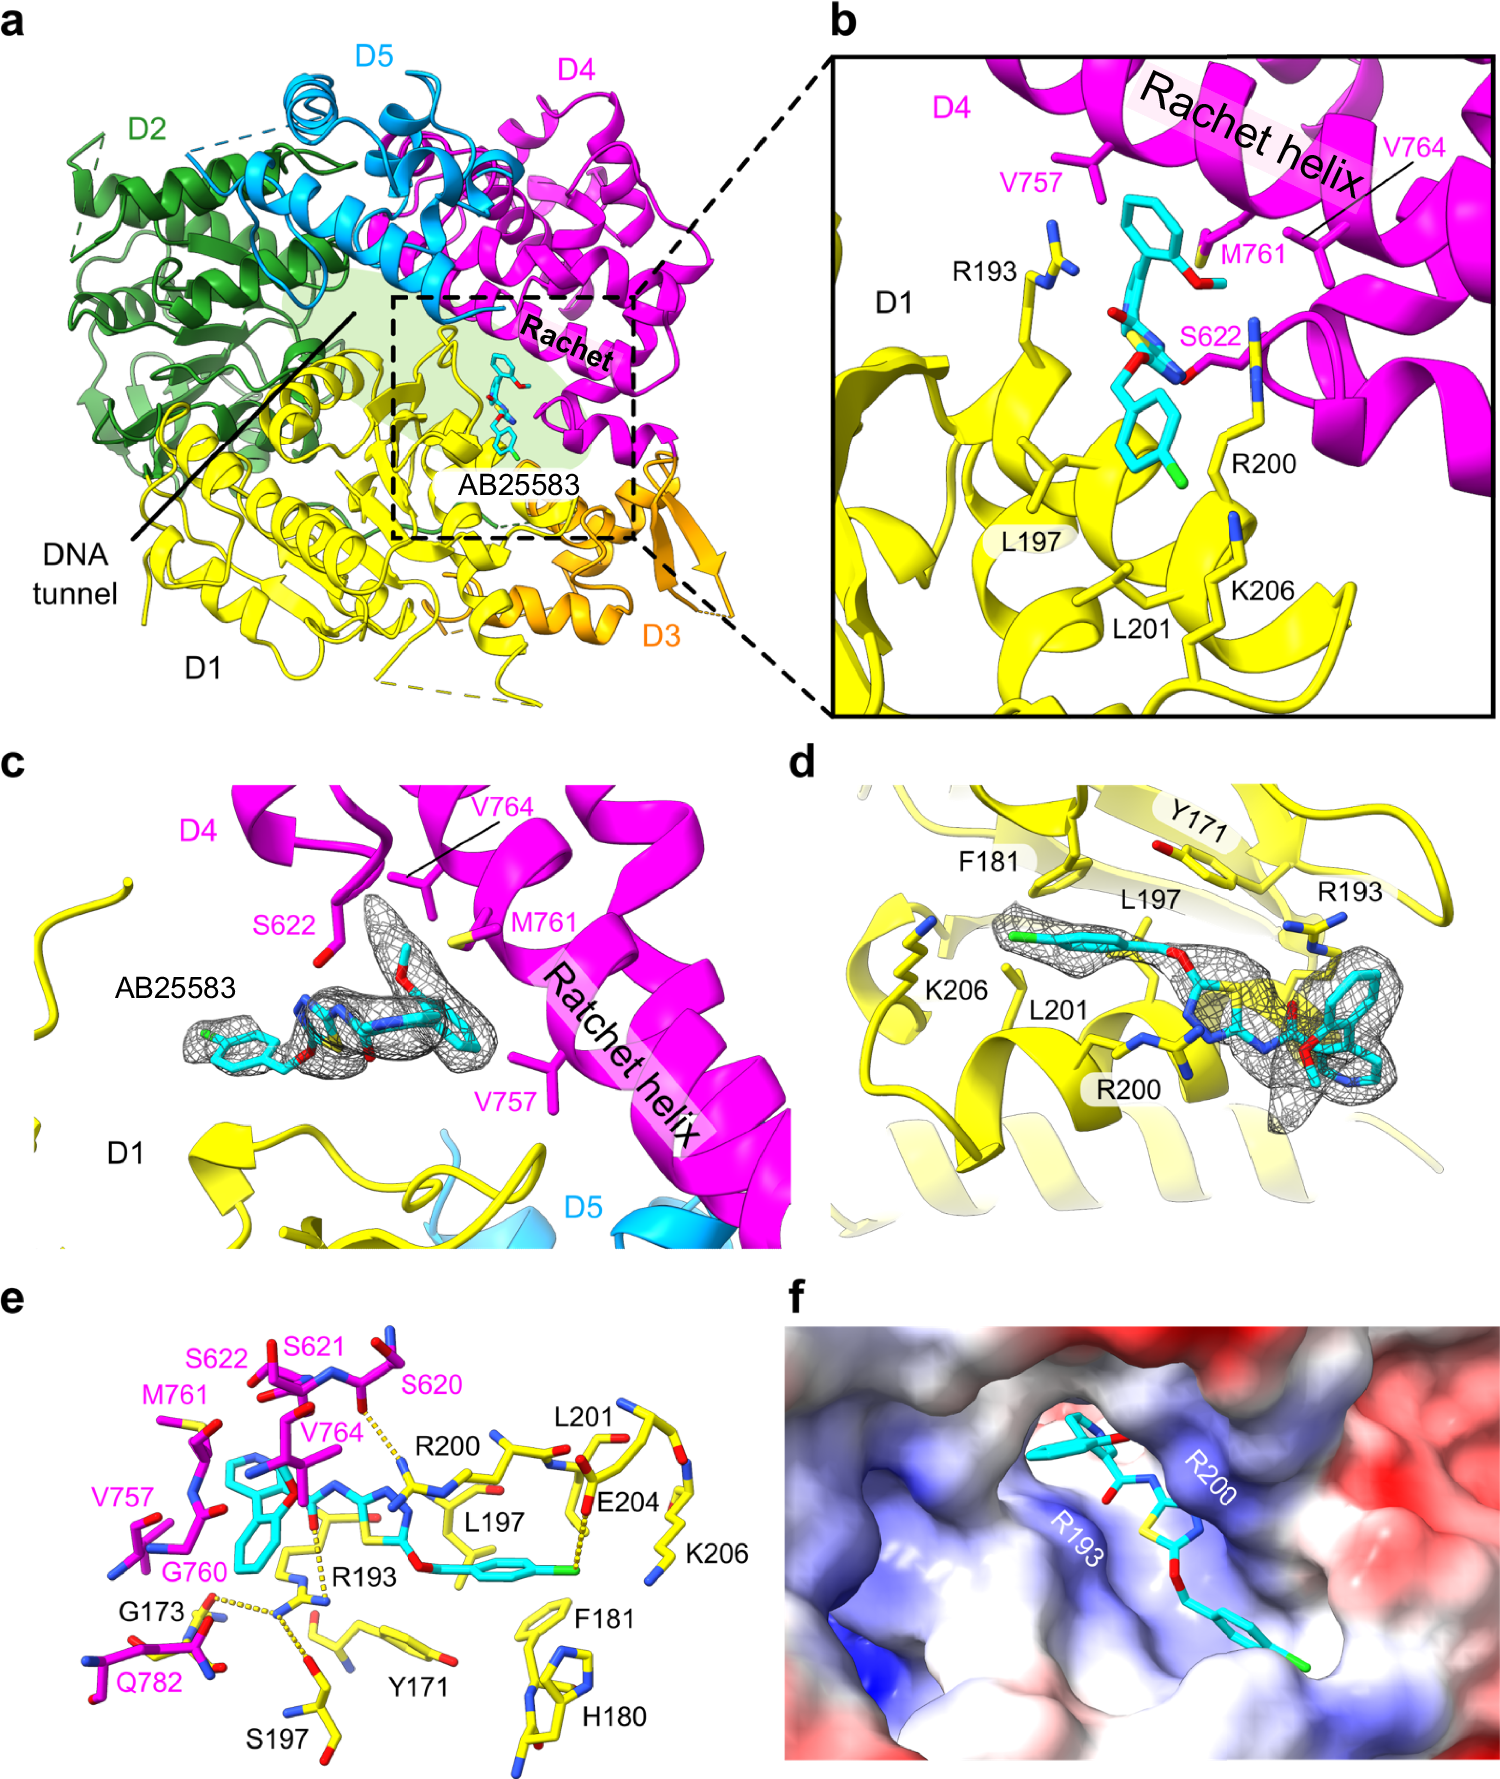 a
D5
D4
D2
Rachet
AB25583
DNA
tunnel
D1
D3
b
D4
Rachet helix
V764
V757
M761
R193
D1
S622
R200
L197
K206
L201
c
V764
D4
S622
M761
AB25583
Ratchet helix
V757
D1
D5
d
Y171
F181
R193
L197
K206
L201
R200
e
S621
S622
S620
M761
V764
L201
R200
V757
E204
L197
G760
K206
R193
G173
F181
Q782
Y171
H180
S197
f
R200
R193